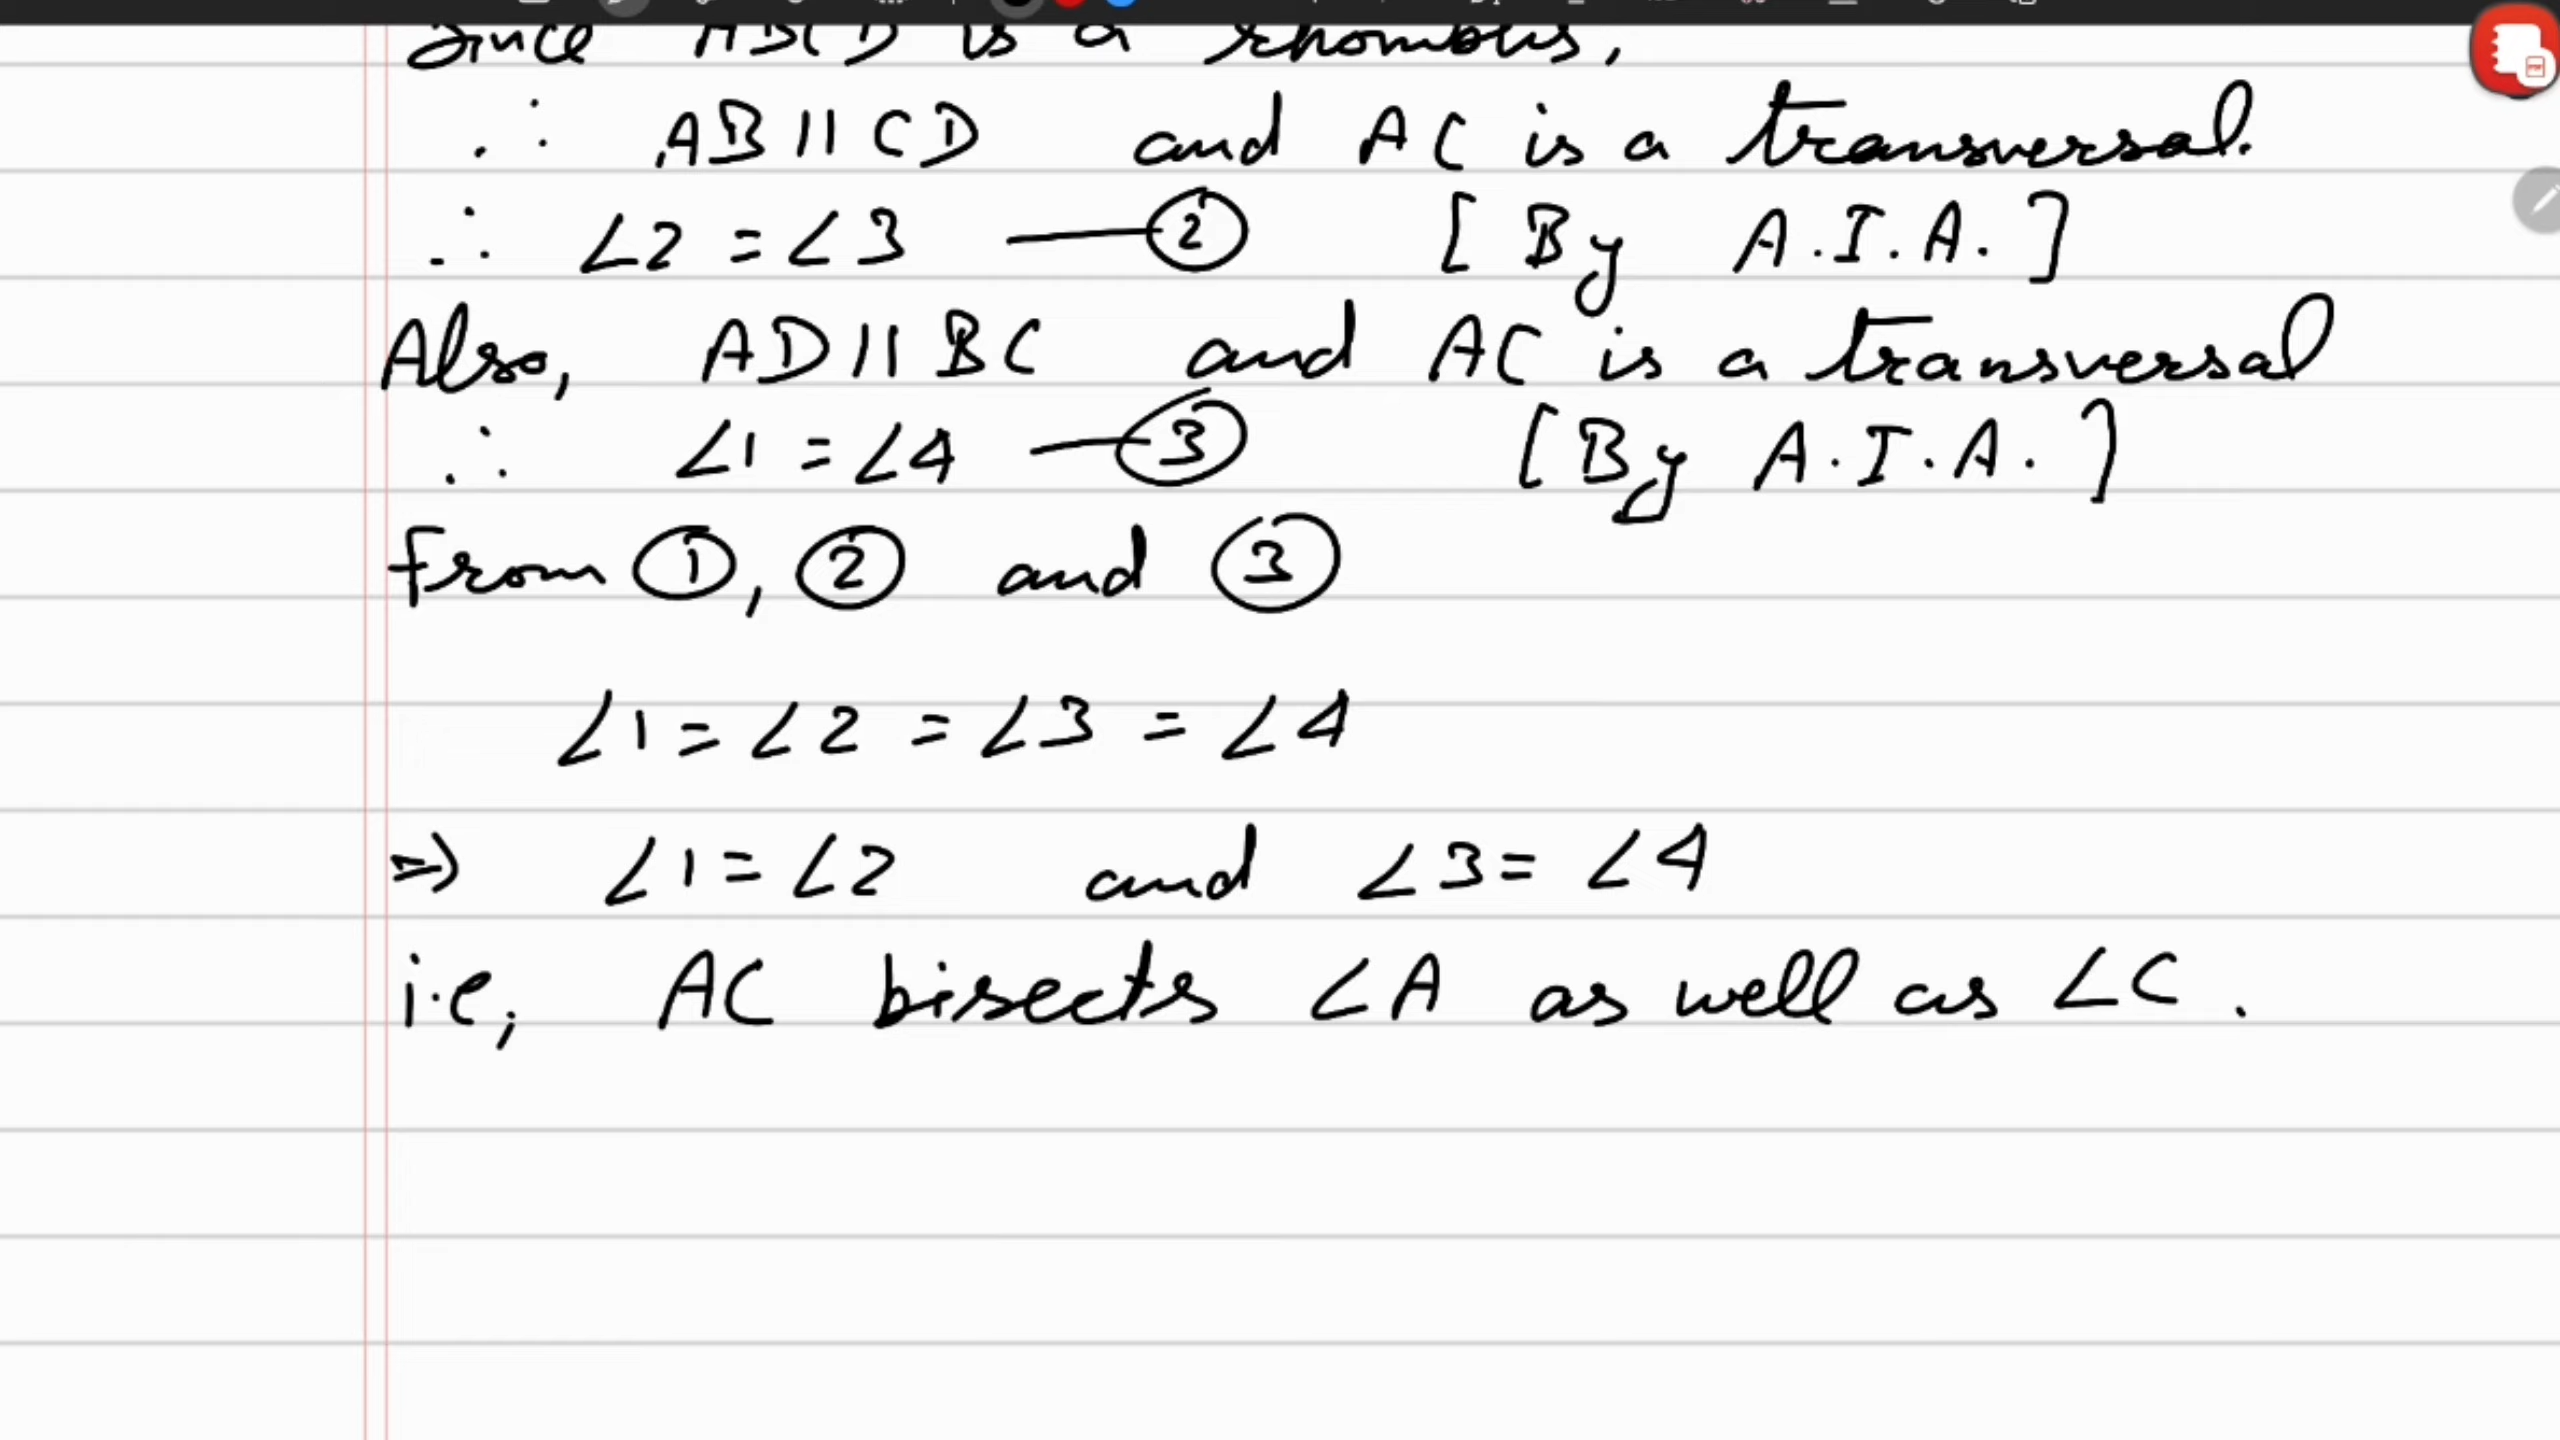 Since ABCD is a rhombus,
∴ AB || CD and AC is a transversal.
∴ ∠2 = ∠3 — ② [By A.I.A.]
Also, AD || BC and AC is a transversal
∴ ∠1 = ∠4 — ③ [By A.I.A.]
From ①, ② and ③
∠1 = ∠2 = ∠3 = ∠4
⇒ ∠1 = ∠2 and ∠3 = ∠4
i.e, AC bisects ∠A as well as ∠C.